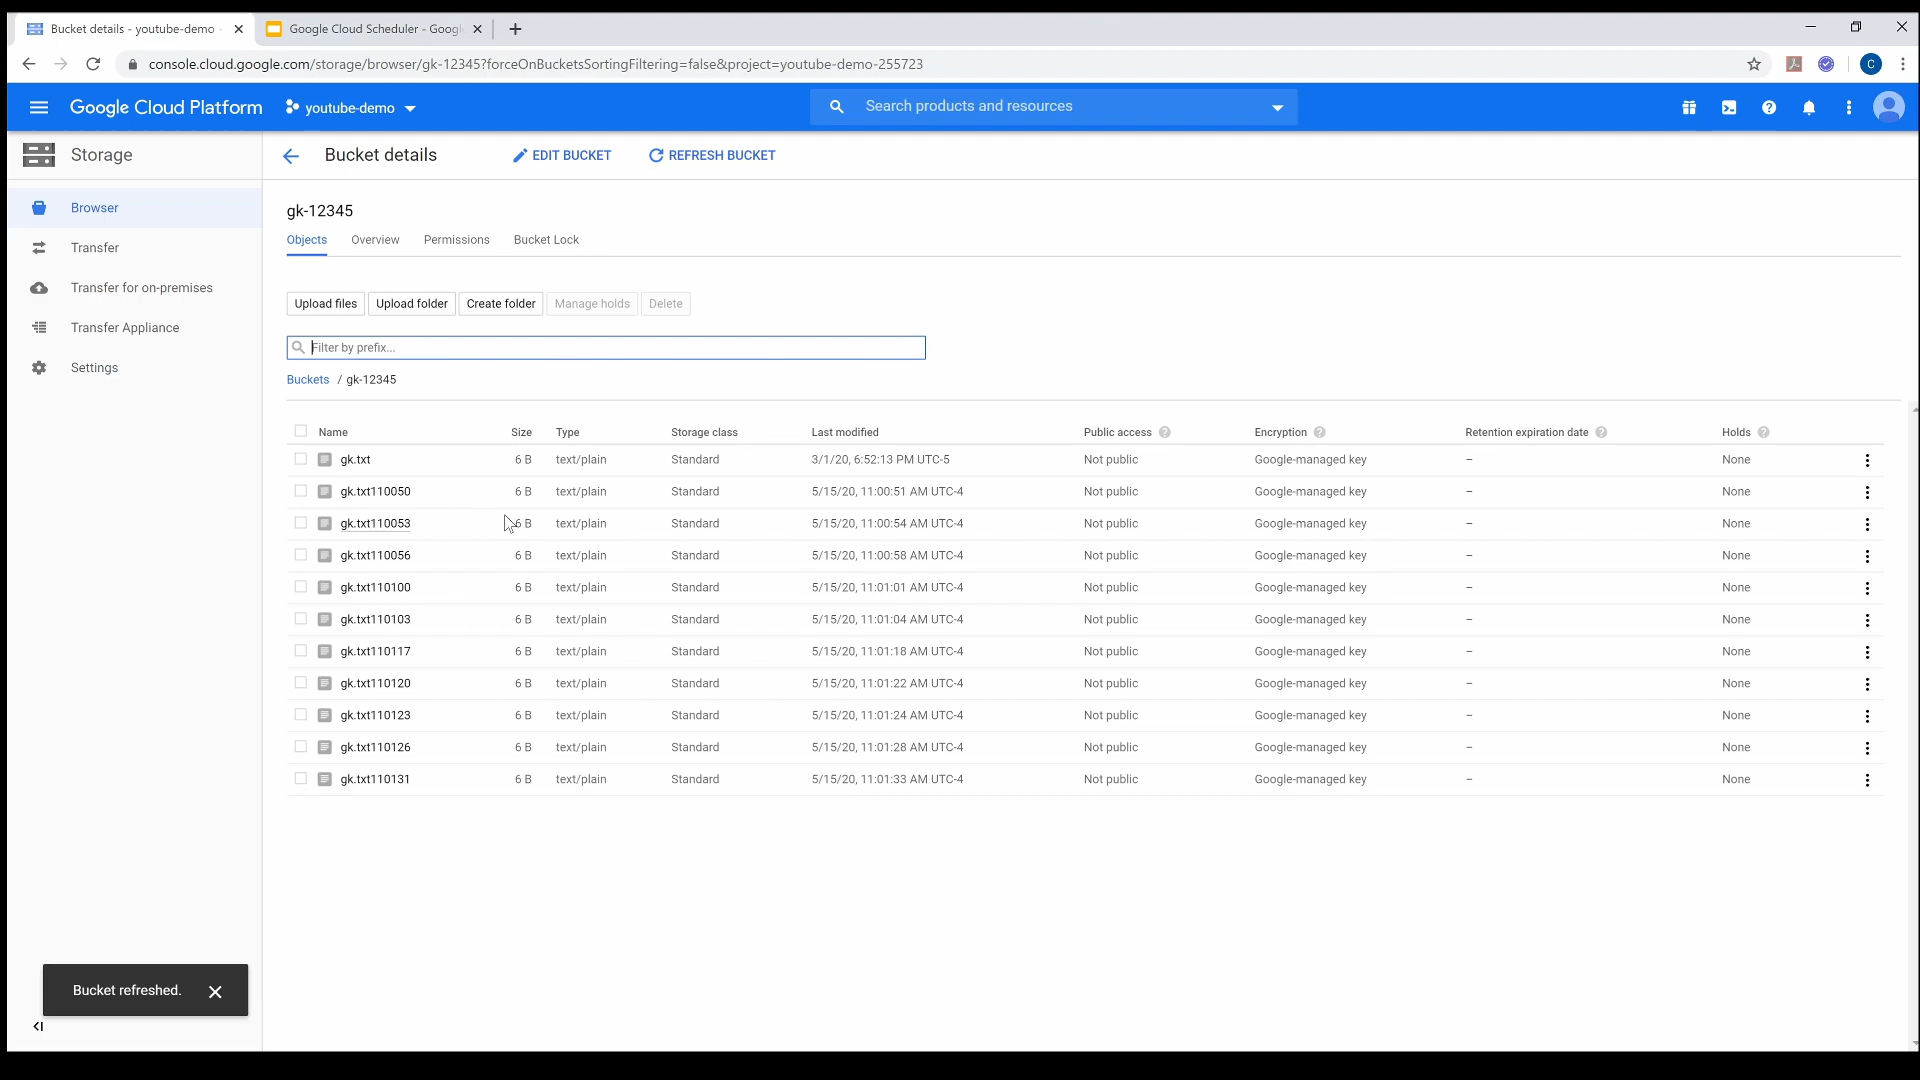 Bucket details - youtube-demo -
Google Cloud Scheduler - Googl
console.cloud.google.com/storage/browser/gk-12345?forceOnBucketsSortingFiltering=false&project=youtube-demo-255723
C
Google Cloud Platform
youtube-demo
Search products and resources
Storage
Bucket details
EDIT BUCKET
REFRESH BUCKET
Browser
Transfer
Transfer for on-premises
Transfer Appliance
Settings
gk-12345
Objects Overview Permissions Bucket Lock
Upload files Upload folder Create folder Manage holds Delete
Filter by prefix...
Buckets / gk-12345
Name Size Type Storage class Last modified Public access Encryption Retention expiration date Holds
gk.txt 6 B text/plain Standard 3/1/20, 6:52:13 PM UTC-5 Not public Google-managed key – None
gk.txt110050 6 B text/plain Standard 5/15/20, 11:00:51 AM UTC-4 Not public Google-managed key – None
gk.txt110053 6 B text/plain Standard 5/15/20, 11:00:54 AM UTC-4 Not public Google-managed key – None
gk.txt110056 6 B text/plain Standard 5/15/20, 11:00:58 AM UTC-4 Not public Google-managed key – None
gk.txt110100 6 B text/plain Standard 5/15/20, 11:01:01 AM UTC-4 Not public Google-managed key – None
gk.txt110103 6 B text/plain Standard 5/15/20, 11:01:04 AM UTC-4 Not public Google-managed key – None
gk.txt110117 6 B text/plain Standard 5/15/20, 11:01:18 AM UTC-4 Not public Google-managed key – None
gk.txt110120 6 B text/plain Standard 5/15/20, 11:01:22 AM UTC-4 Not public Google-managed key – None
gk.txt110123 6 B text/plain Standard 5/15/20, 11:01:24 AM UTC-4 Not public Google-managed key – None
gk.txt110126 6 B text/plain Standard 5/15/20, 11:01:28 AM UTC-4 Not public Google-managed key – None
gk.txt110131 6 B text/plain Standard 5/15/20, 11:01:33 AM UTC-4 Not public Google-managed key – None
Bucket refreshed.